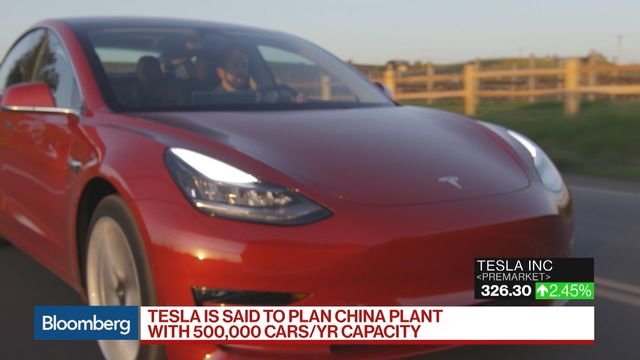 TESLA INC
<PREMARKET>
326.30 2.45%
Bloomberg
TESLA IS SAID TO PLAN CHINA PLANT
WITH 500,000 CARS/YR CAPACITY